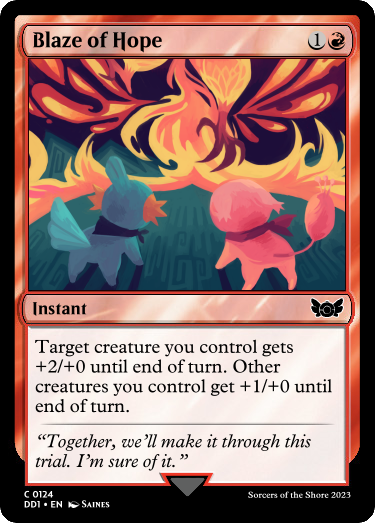 Blaze of Hope 1
Instant
Target creature you control gets
+2/+0 until end of turn. Other
creatures you control get +1/+0 until
end of turn.
“Together, we’ll make it through this
trial. I’m sure of it.”
C 0124
DD1 • EN Saines
Sorcers of the Shore 2023